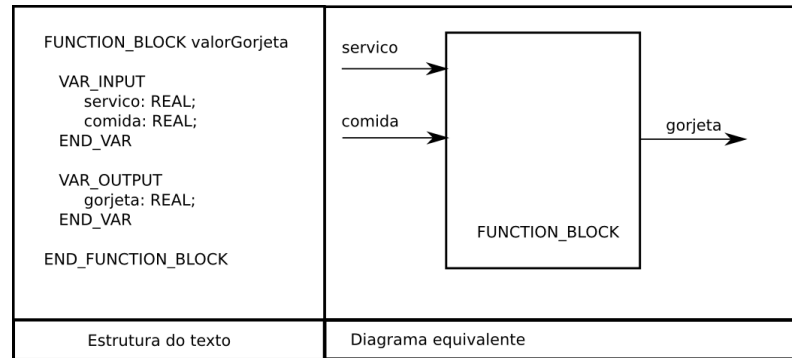 FUNCTION_BLOCK valorGorjeta
VAR_INPUT
servico: REAL;
comida: REAL;
END_VAR
VAR_OUTPUT
gorjeta: REAL;
END_VAR
END_FUNCTION_BLOCK
servico
comida
gorjeta
FUNCTION_BLOCK
Estrutura do texto
Diagrama equivalente